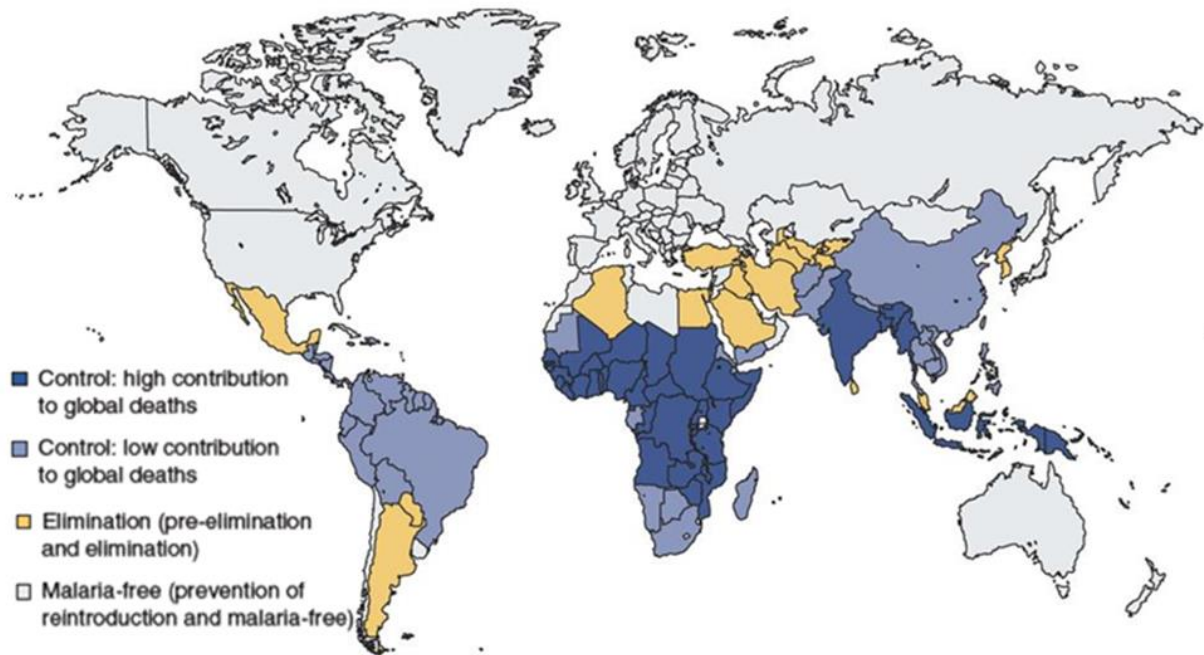 Control: high contribution
to global deaths
Control: low contribution
to global deaths
Elimination (pre-elimination
and elimination)
Malaria-free (prevention of
reintroduction and malaria-free)